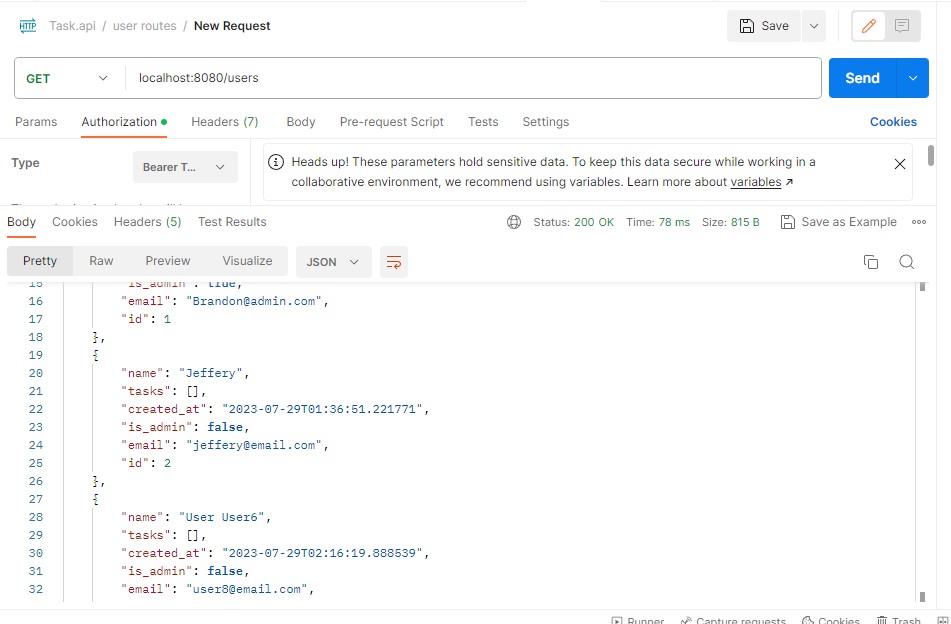 HTTP Task.api / user routes / New Request Save
GET localhost:8080/users Send
Params Authorization Headers (7) Body Pre-request Script Tests Settings Cookies
Type Bearer T... Heads up! These parameters hold sensitive data. To keep this data secure while working in a
collaborative environment, we recommend using variables. Learn more about variables ↗
Body Cookies Headers (5) Test Results Status: 200 OK Time: 78 ms Size: 815 B Save as Example
Pretty Raw Preview Visualize JSON
15 "is_admin": true,
16 "email": "Brandon@admin.com",
17 "id": 1
18 },
19 {
20 "name": "Jeffery",
21 "tasks": [],
22 "created_at": "2023-07-29T01:36:51.221771",
23 "is_admin": false,
24 "email": "jeffery@email.com",
25 "id": 2
26 },
27 {
28 "name": "User User6",
29 "tasks": [],
30 "created_at": "2023-07-29T02:16:19.888539",
31 "is_admin": false,
32 "email": "user8@email.com",
Runner Capture requests Cookies Trash